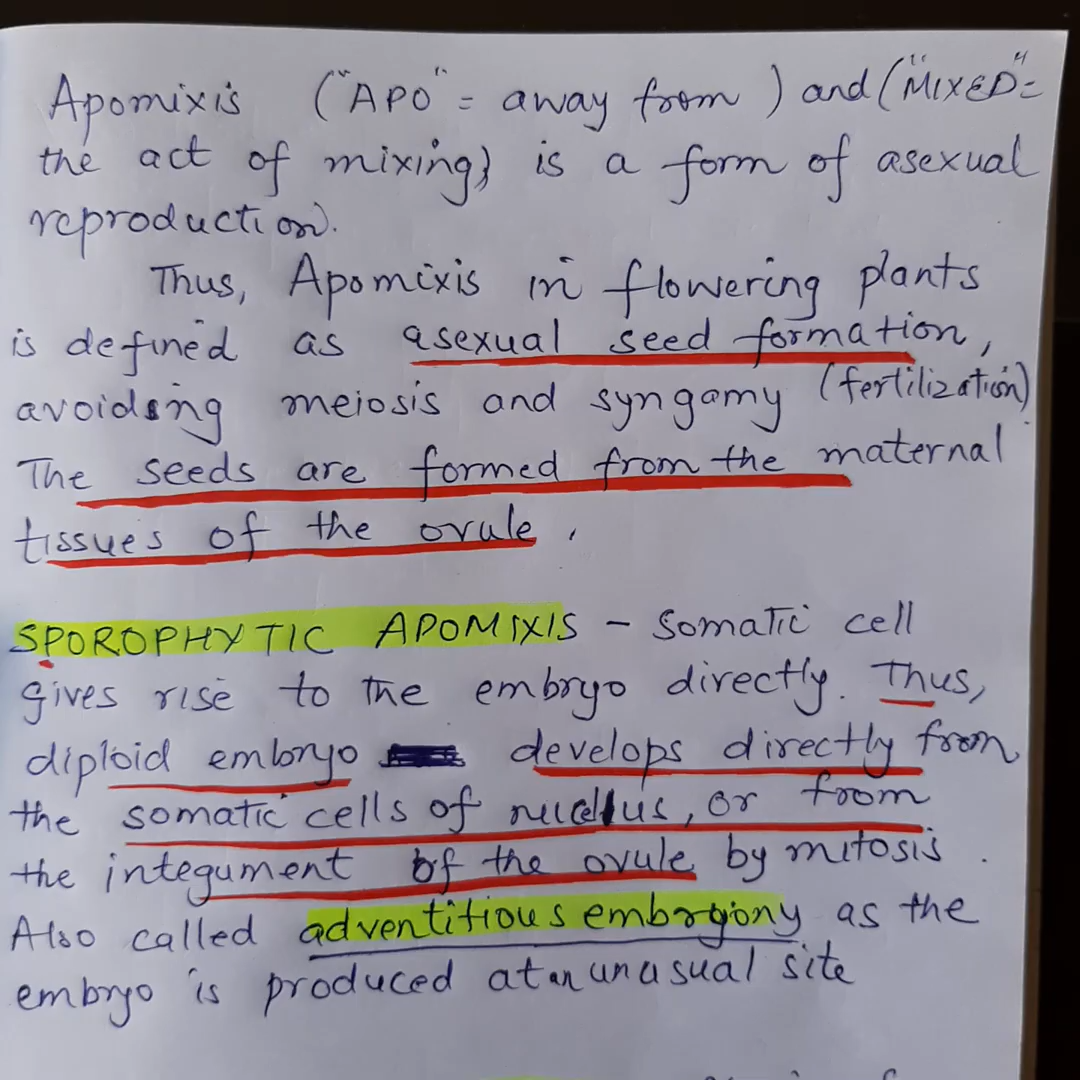 Apomixis ("APO" = away from) and ("MIXED" =
the act of mixing) is a form of asexual
reproduction.
Thus, Apomixis in flowering plants
is defined as asexual seed formation,
avoiding meiosis and syngamy (fertilization)
The seeds are formed from the maternal
tissues of the ovule.
SPOROPHYTIC APOMIXIS - Somatic cell
gives rise to the embryo directly. Thus,
diploid embryo develops directly from
the somatic cells of nucellus, or from
the integument of the ovule by mitosis.
Also called adventitious embryony as the
embryo is produced at an unusual site